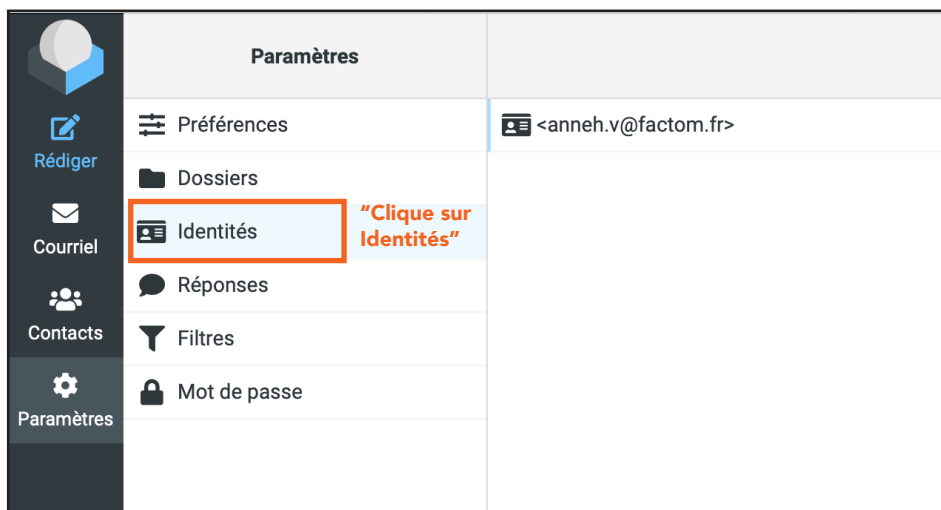 Paramètres
Rédiger
Courriel
Contacts
Paramètres
Préférences
Dossiers
Identités
"Clique sur
Identités"
Réponses
Filtres
Mot de passe
<anneh.v@factom.fr>